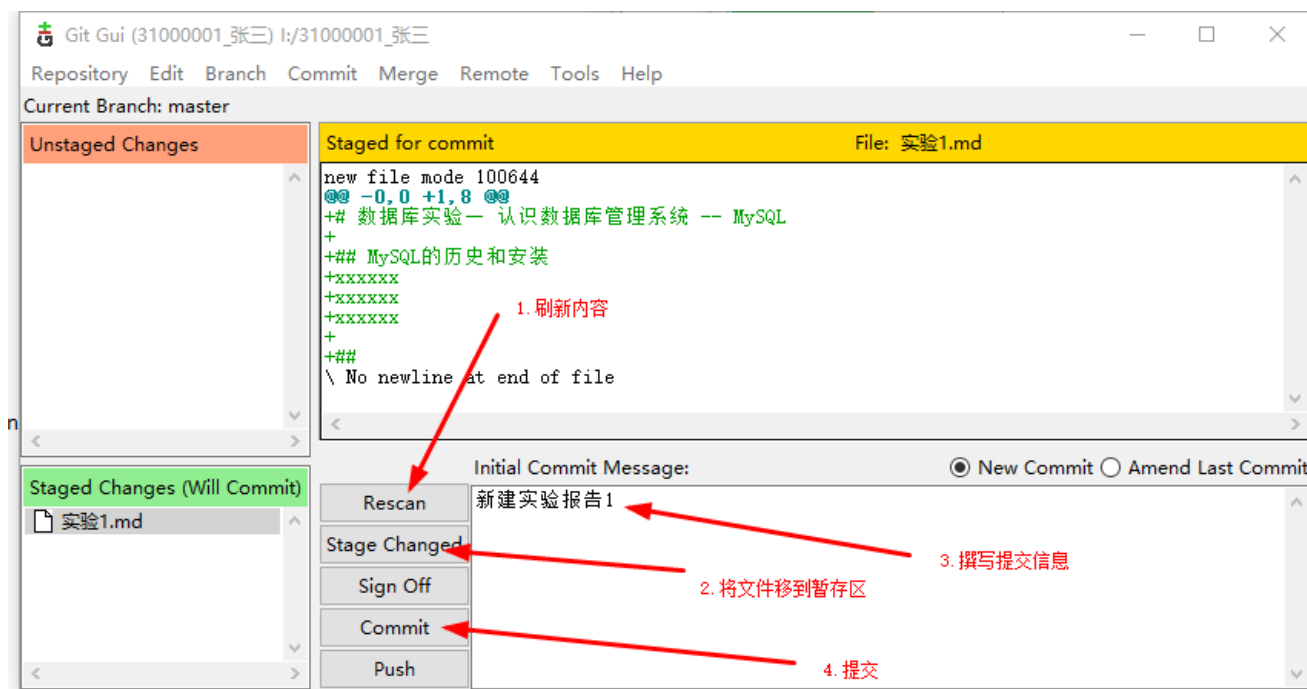 Git Gui (31000001_张三) I:/31000001_张三
Repository Edit Branch Commit Merge Remote Tools Help
Current Branch: master
Unstaged Changes
Staged for commit File: 实验1.md
new file mode 100644
@@ -0,0 +1,8 @@
+# 数据库实验一 认识数据库管理系统 -- MySQL
+
+## MySQL的历史和安装
+xxxxxx
+xxxxxx
+xxxxxx
+
+##
\ No newline at end of file
1.刷新内容
n
Staged Changes (Will Commit)
实验1.md
Initial Commit Message: New Commit Amend Last Commit
Rescan
新建实验报告1
Stage Changed
3.撰写提交信息
Sign Off
2.将文件移到暂存区
Commit
Push
4.提交